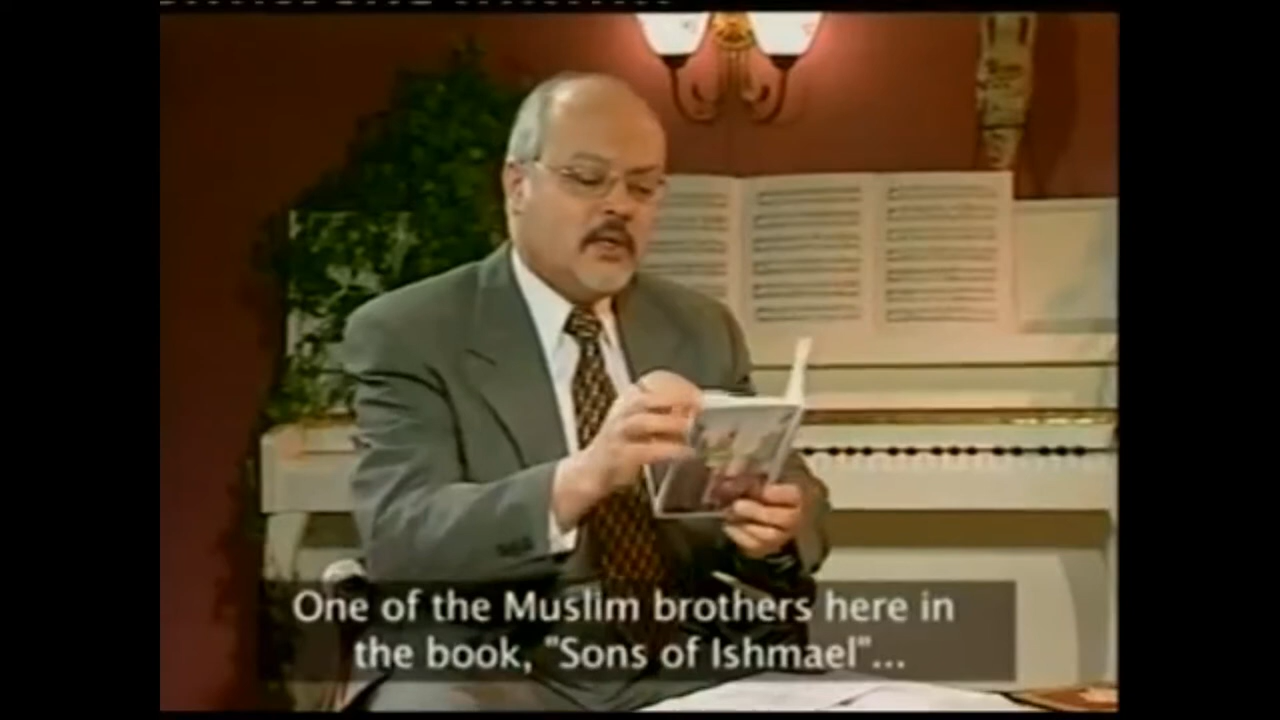 One of the Muslim brothers here in
the book, "Sons of Ishmael"...